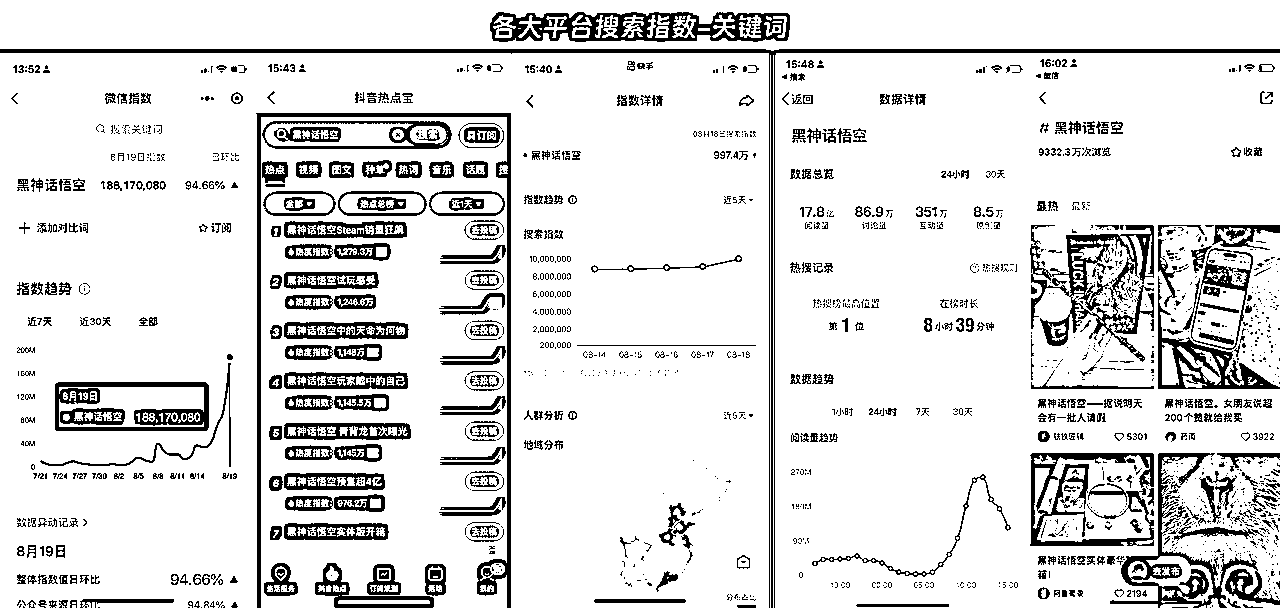 各大平台搜索指数-关键词
13:52
微信指数
搜索关键词
8月19日指数 日环比
黑神话悟空 188,170,080 94.66% ▲
+ 添加对比词 订阅
指数趋势
近7天 近30天 全部
200M
160M
120M
80M
40M
0
8月19日
黑神话悟空 188,170,080
7/21 7/24 7/27 7/30 8/2 8/5 8/8 8/11 8/14 8/19
数据异动记录 >
8月19日
整体指数值日环比 94.66% ▲
公众号来源日环比 94.84% ▲
15:43
抖音热点宝
黑神话悟空 搜索 订阅
热点 视频 图文 种草 热词 音乐 话题 搜
全部 热点总榜 近1天
1 黑神话悟空Steam销量狂飙 去投稿
热度指数: 1,279.3万
2 黑神话悟空试玩感受 去投稿
热度指数: 1,246.6万
3 黑神话悟空中的天命为何物 去投稿
热度指数: 1,148万
4 黑神话悟空玩家眼中的自己 去投稿
热度指数: 1,145.5万
5 黑神话悟空 去投稿
热度指数: 1,145万
6 黑神话悟空预售超4亿 去投稿
热度指数: 976.2万
7 黑神话悟空实体版开箱 去投稿
抖音热点 我的
15:40
快手
指数详情
08月18日搜索指数
黑神话悟空 997.4万
指数趋势 近5天
搜索指数
10,000,000
8,000,000
6,000,000
4,000,000
2,000,000
200,000
08-14 08-15 08-16 08-17 08-18
人群分析 近5天
地域分布
分布占比
15:48
搜索
返回 数据详情
黑神话悟空
数据总览 24小时 30天
17.8亿 86.9万 351万 8.5万
阅读量 讨论量 互动量 原创量
热搜记录 热搜规则
热搜榜最高位置 在榜时长
第1位 8小时39分钟
数据趋势
1小时 24小时 7天 30天
阅读量趋势
270M
180M
90M
0
10:00 05:00 10:00 15:00
16:02
微信
# 黑神话悟空
9332.3万次浏览 收藏
最热 最新
黑神话悟空——据说明天
会有一批人请假
5301
黑神话悟空。女朋友说超
200个赞就给我买
3922
黑神话悟空实体豪华
箱!
2194
去发布